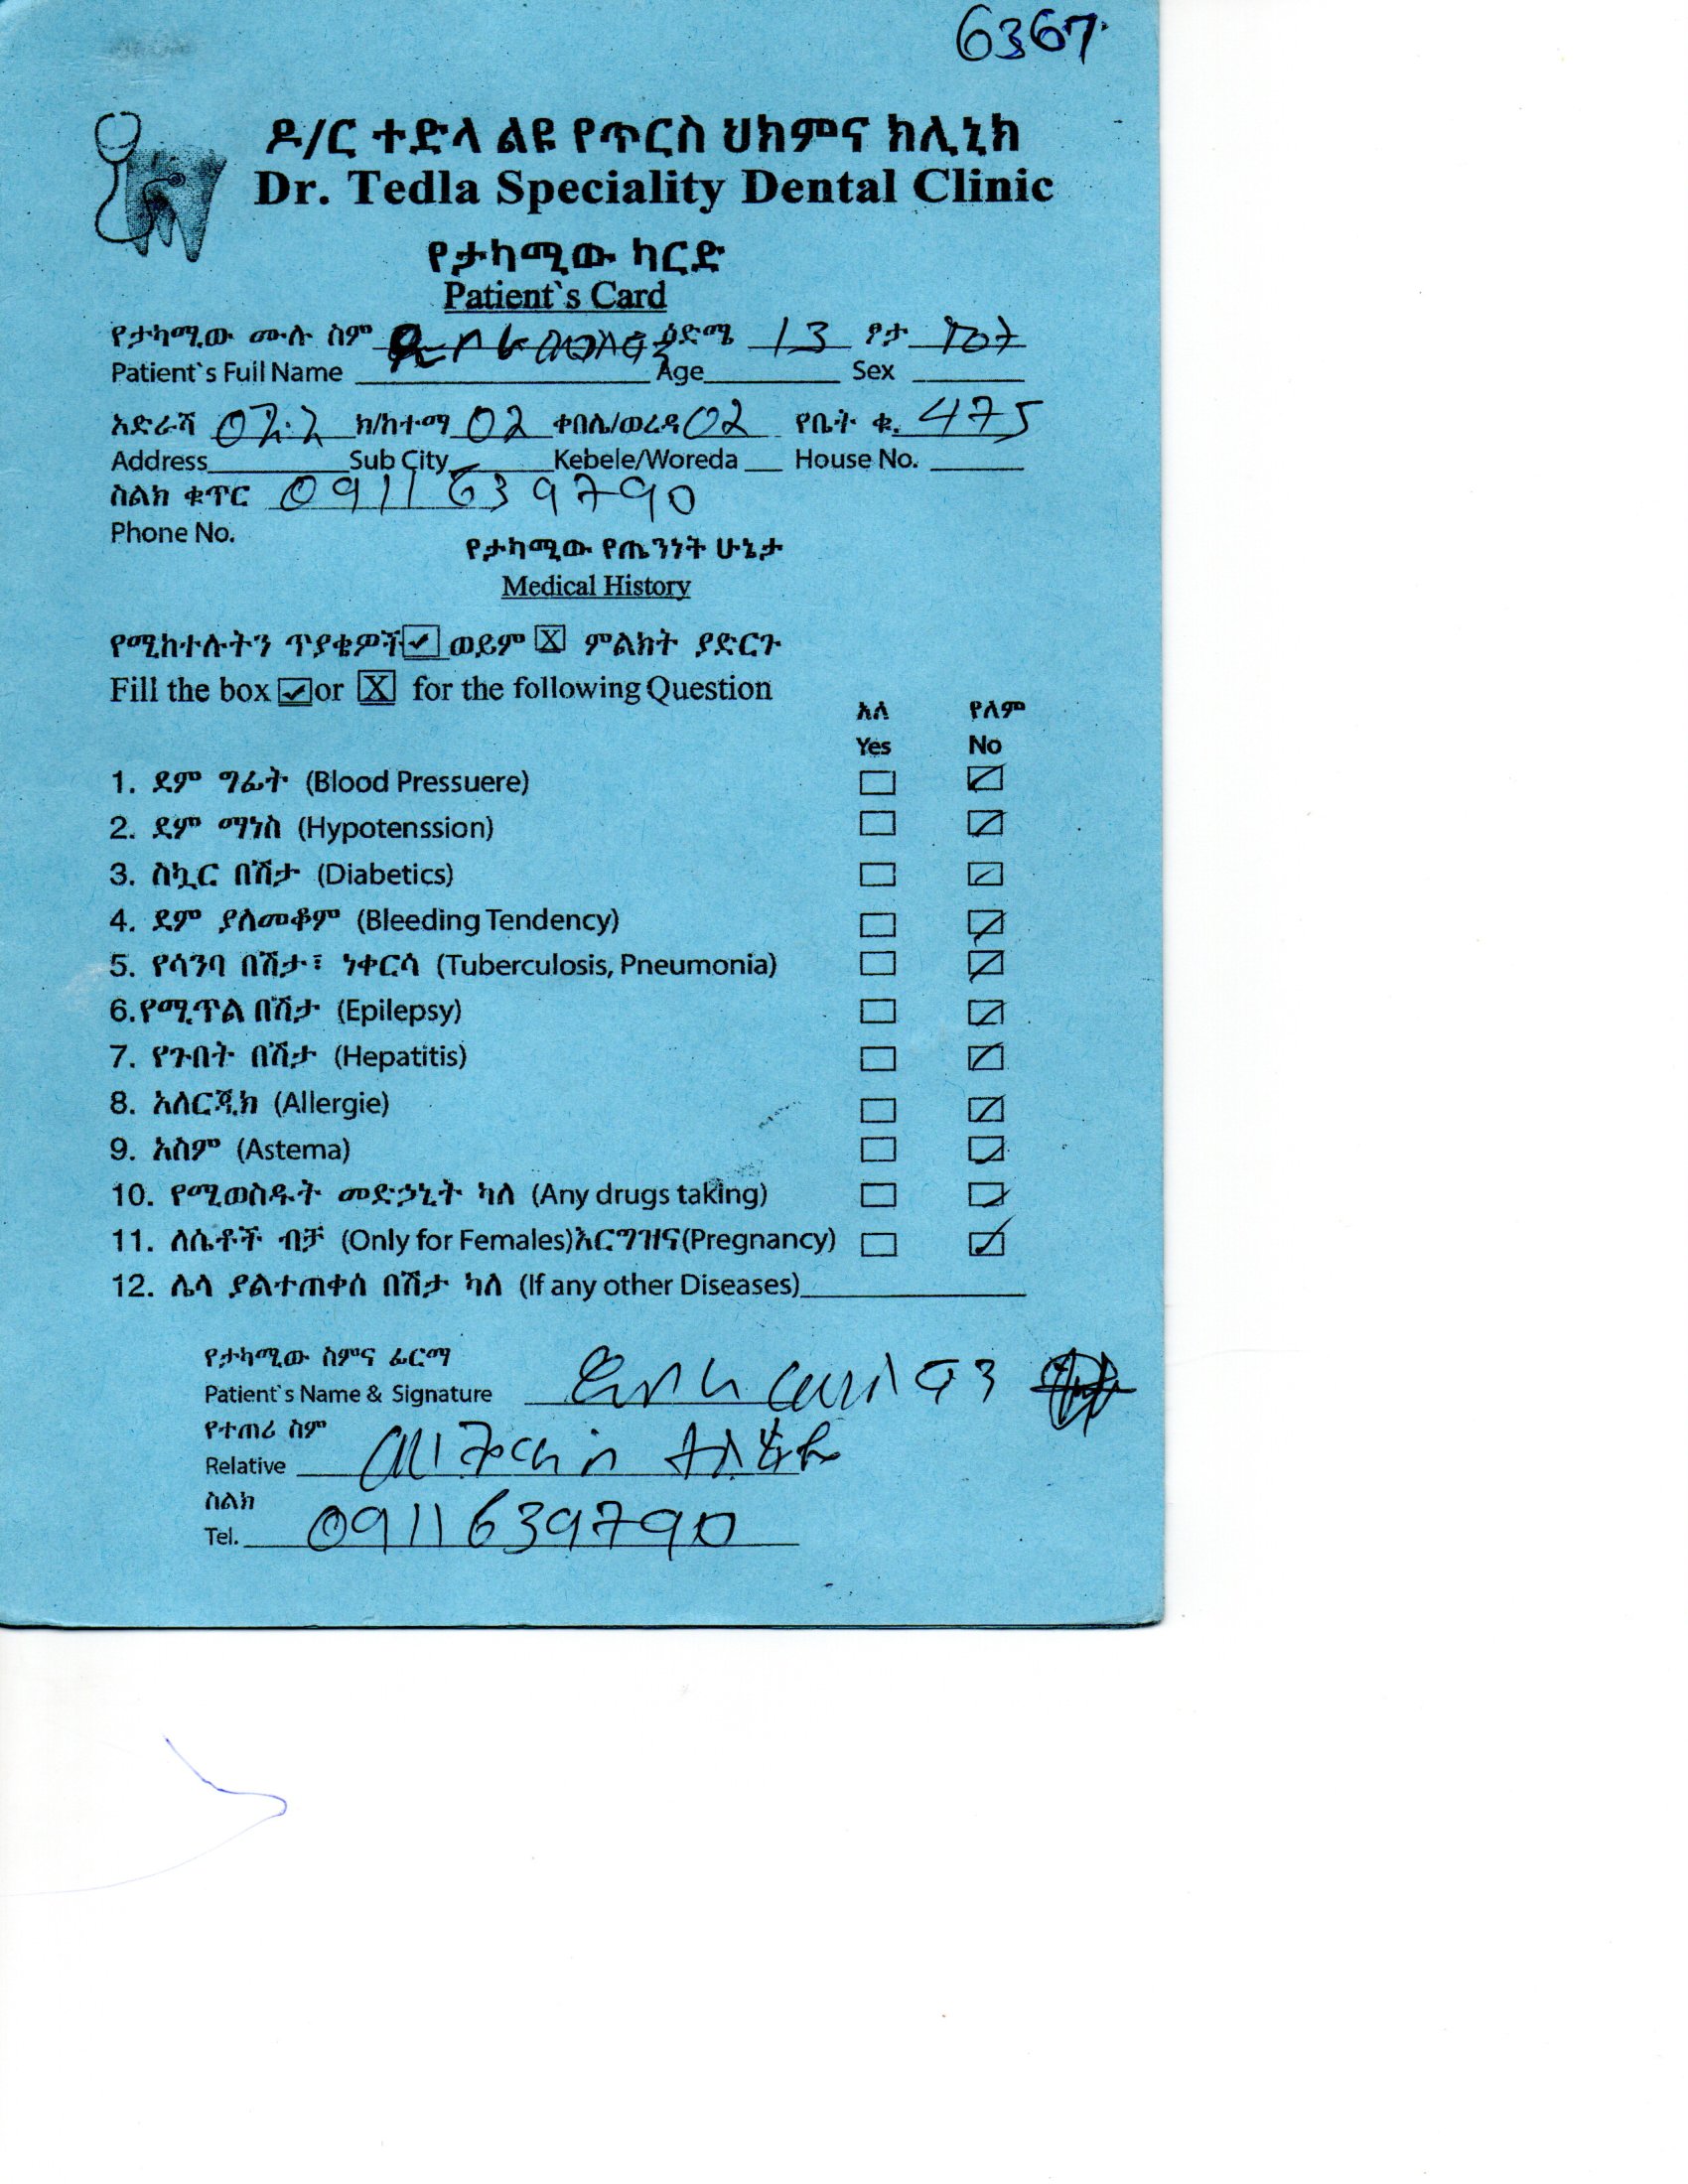 6367
ዶ/ር ተድላ ልዩ የጥርስ ህክምና ክሊኒክ
Dr. Tedla Speciality Dental Clinic
የታካሚው ካርድ
Patient`s Card
የታካሚው ሙሉ ስም ዕድሜ 13 ፆታ
Patient`s Full Name Age Sex
አድራሻ ክ/ከተማ 02 ቀበሌ/ወረዳ 02 የቤት ቁ. 475
Address Sub City Kebele/Woreda House No.
ስልክ ቁጥር 0911639790
Phone No.
የታካሚው የጤንነት ሁኔታ
Medical History
የሚከተሉትን ጥያቄዎች ✓ ወይም X ምልክት ያድርጉ
Fill the box ✓ or X for the following Question
አለ የለም
Yes No
1. ደም ግፊት (Blood Pressuere)
2. ደም ማነስ (Hypotenssion)
3. ስኳር በሽታ (Diabetics)
4. ደም ያለመቆም (Bleeding Tendency)
5. የሳንባ በሽታ፣ ነቀርሳ (Tuberculosis, Pneumonia)
6.የሚጥል በሽታ (Epilepsy)
7. የጉበት በሽታ (Hepatitis)
8. አለርጂክ (Allergie)
9. አስም (Astema)
10. የሚወስዱት መድኃኒት ካለ (Any drugs taking)
11. ለሴቶች ብቻ (Only for Females)እርግዝና(Pregnancy)
12. ሌላ ያልተጠቀሰ በሽታ ካለ (If any other Diseases)
የታካሚው ስምና ፊርማ
Patient`s Name & Signature
የተጠሪ ስም
Relative
ስልክ
Tel. 0911639790